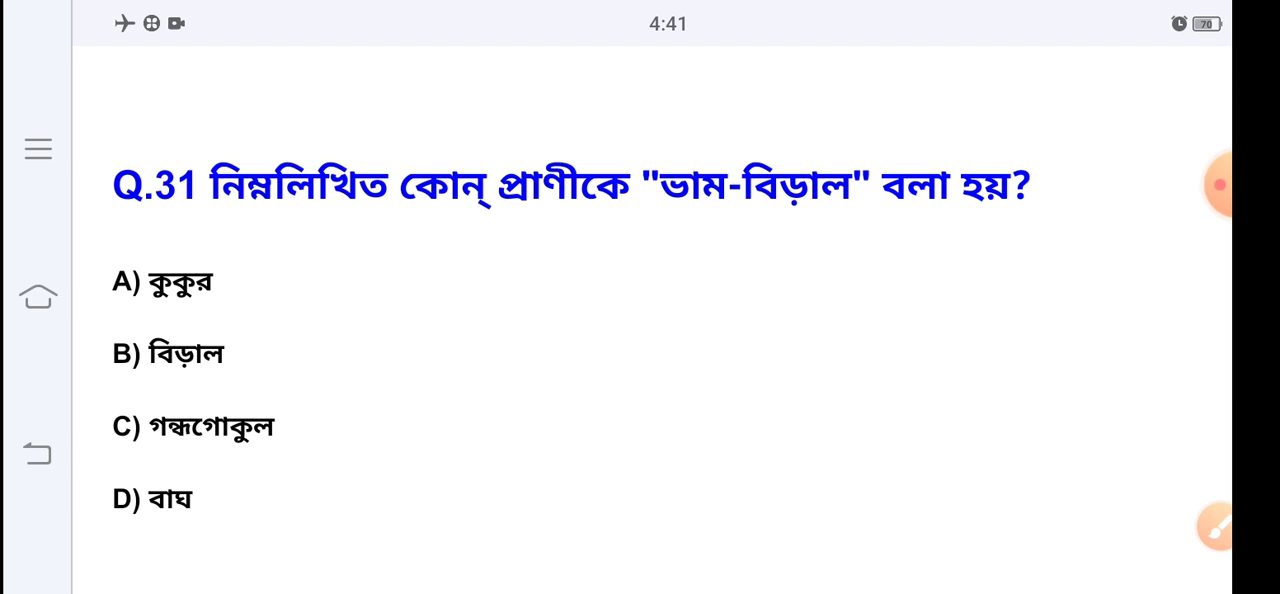 4:41
70
Q.31 নিম্নলিখিত কোন্ প্রাণীকে "ভাম-বিড়াল" বলা হয়?
A) কুকুর
B) বিড়াল
C) গন্ধগোকুল
D) বাঘ